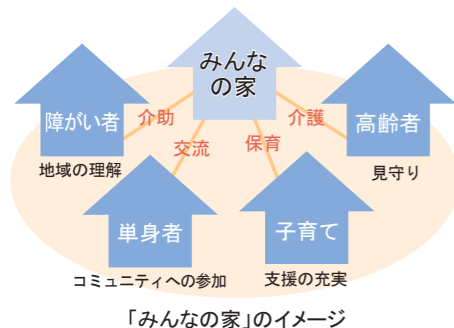 みんな
の家
障がい者
介助
介護
高齢者
地域の理解
交流
保育
見守り
単身者
子育て
コミュニティへの参加
支援の充実
「みんなの家」のイメージ